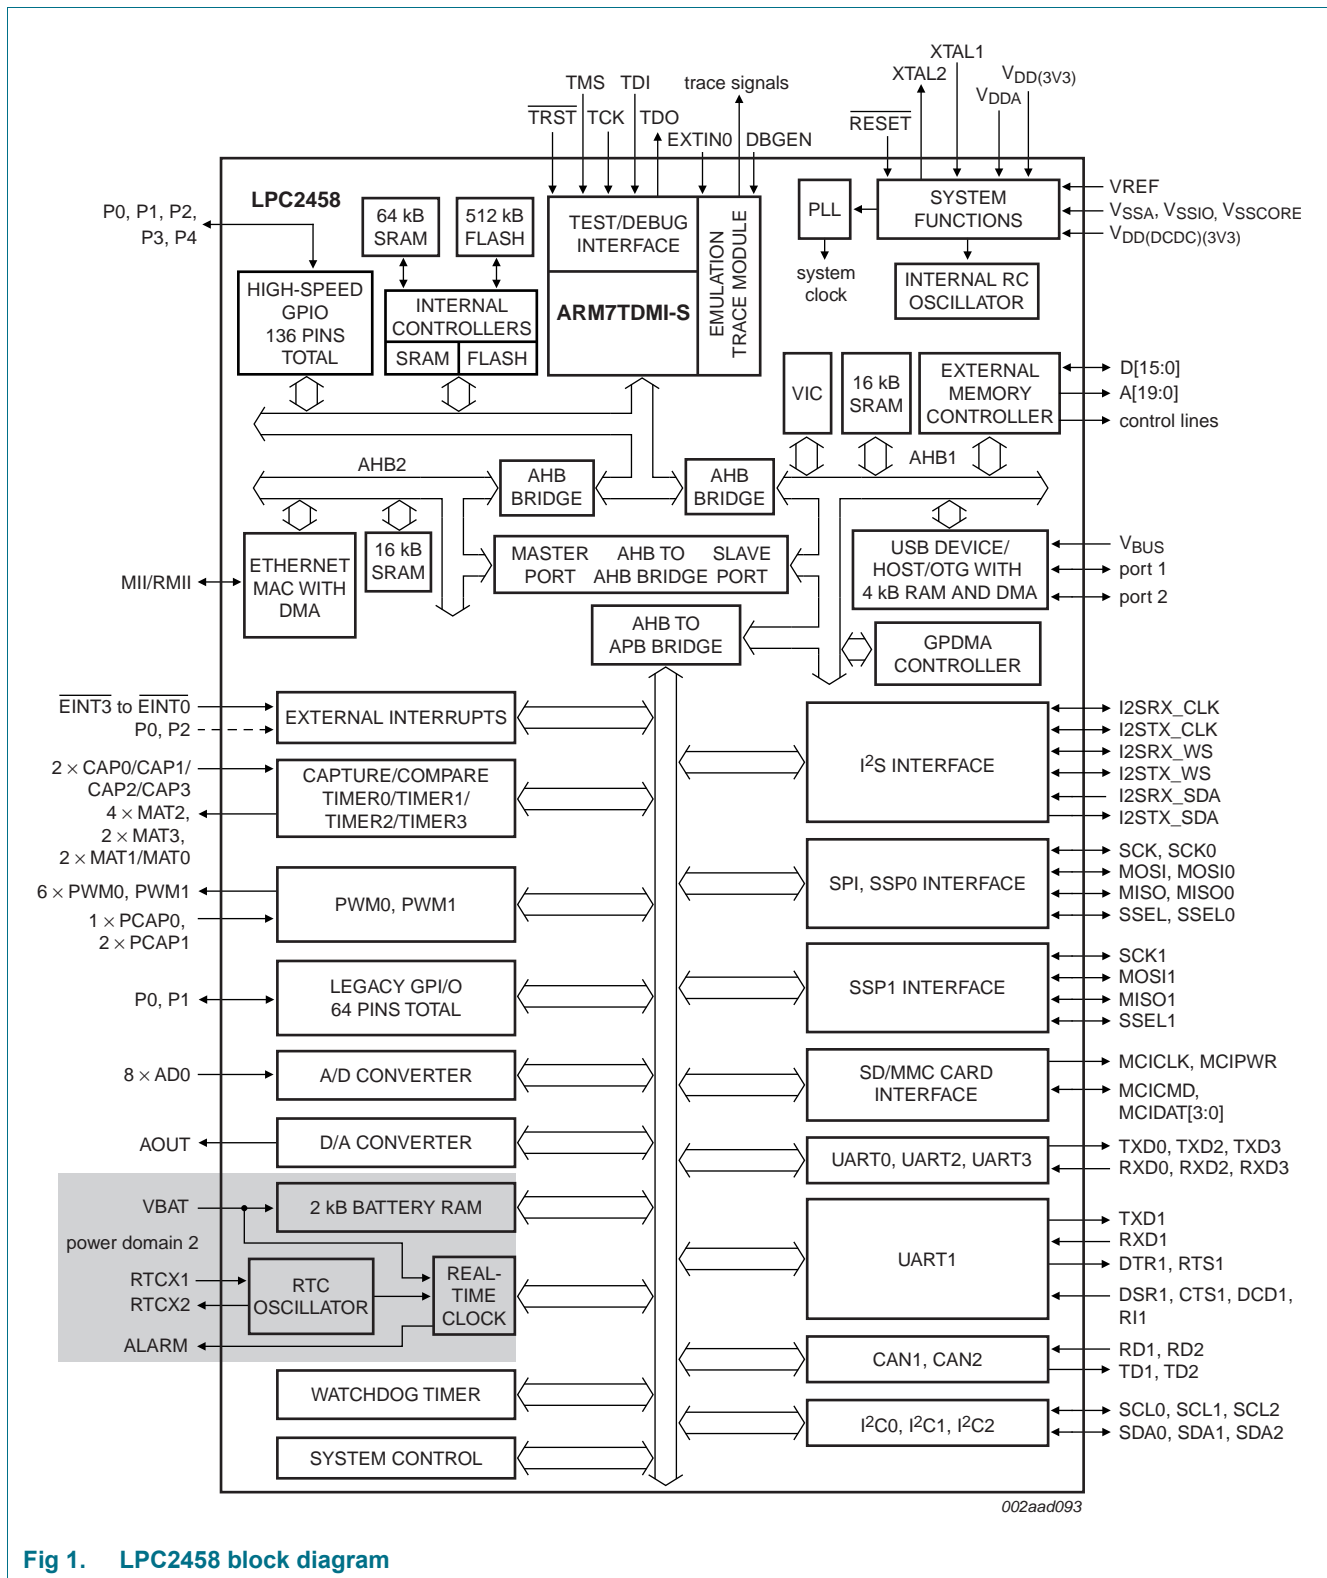 XTAL1
XTAL2
VDD(3V3)
VDDA
TMS
TDI
trace signals
TRST
TCK
TDO
EXTIN0
DBGEN
RESET
LPC2458
P0, P1, P2,
P3, P4
64 kB
SRAM
512 kB
FLASH
TEST/DEBUG
INTERFACE
EMULATION
TRACE MODULE
PLL
SYSTEM
FUNCTIONS
VREF
VSSA, VSSIO, VSSCORE
VDD(DCDC)(3V3)
system
clock
INTERNAL RC
OSCILLATOR
HIGH-SPEED
GPIO
136 PINS
TOTAL
INTERNAL
CONTROLLERS
SRAM
FLASH
ARM7TDMI-S
VIC
16 kB
SRAM
EXTERNAL
MEMORY
CONTROLLER
D[15:0]
A[19:0]
control lines
AHB2
AHB
BRIDGE
AHB
BRIDGE
AHB1
ETHERNET
MAC WITH
DMA
MII/RMII
16 kB
SRAM
MASTER
PORT
AHB TO
AHB BRIDGE
SLAVE
PORT
USB DEVICE/
HOST/OTG WITH
4 kB RAM AND DMA
VBUS
port 1
port 2
AHB TO
APB BRIDGE
GPDMA
CONTROLLER
EINT3 to EINT0
P0, P2
EXTERNAL INTERRUPTS
2 × CAP0/CAP1/
CAP2/CAP3
4 × MAT2,
2 × MAT3,
2 × MAT1/MAT0
CAPTURE/COMPARE
TIMER0/TIMER1/
TIMER2/TIMER3
I2S INTERFACE
I2SRX_CLK
I2STX_CLK
I2SRX_WS
I2STX_WS
I2SRX_SDA
I2STX_SDA
6 × PWM0, PWM1
1 × PCAP0,
2 × PCAP1
PWM0, PWM1
SPI, SSP0 INTERFACE
SCK, SCK0
MOSI, MOSI0
MISO, MISO0
SSEL, SSEL0
P0, P1
LEGACY GPI/O
64 PINS TOTAL
SSP1 INTERFACE
SCK1
MOSI1
MISO1
SSEL1
8 × AD0
A/D CONVERTER
SD/MMC CARD
INTERFACE
MCICLK, MCIPWR
MCICMD,
MCIDAT[3:0]
AOUT
D/A CONVERTER
UART0, UART2, UART3
TXD0, TXD2, TXD3
RXD0, RXD2, RXD3
VBAT
2 kB BATTERY RAM
power domain 2
RTCX1
RTCX2
RTC
OSCILLATOR
REAL-
TIME
CLOCK
ALARM
UART1
TXD1
RXD1
DTR1, RTS1
DSR1, CTS1, DCD1,
RI1
CAN1, CAN2
RD1, RD2
TD1, TD2
WATCHDOG TIMER
I2C0, I2C1, I2C2
SCL0, SCL1, SCL2
SDA0, SDA1, SDA2
SYSTEM CONTROL
002aad093
Fig 1. LPC2458 block diagram